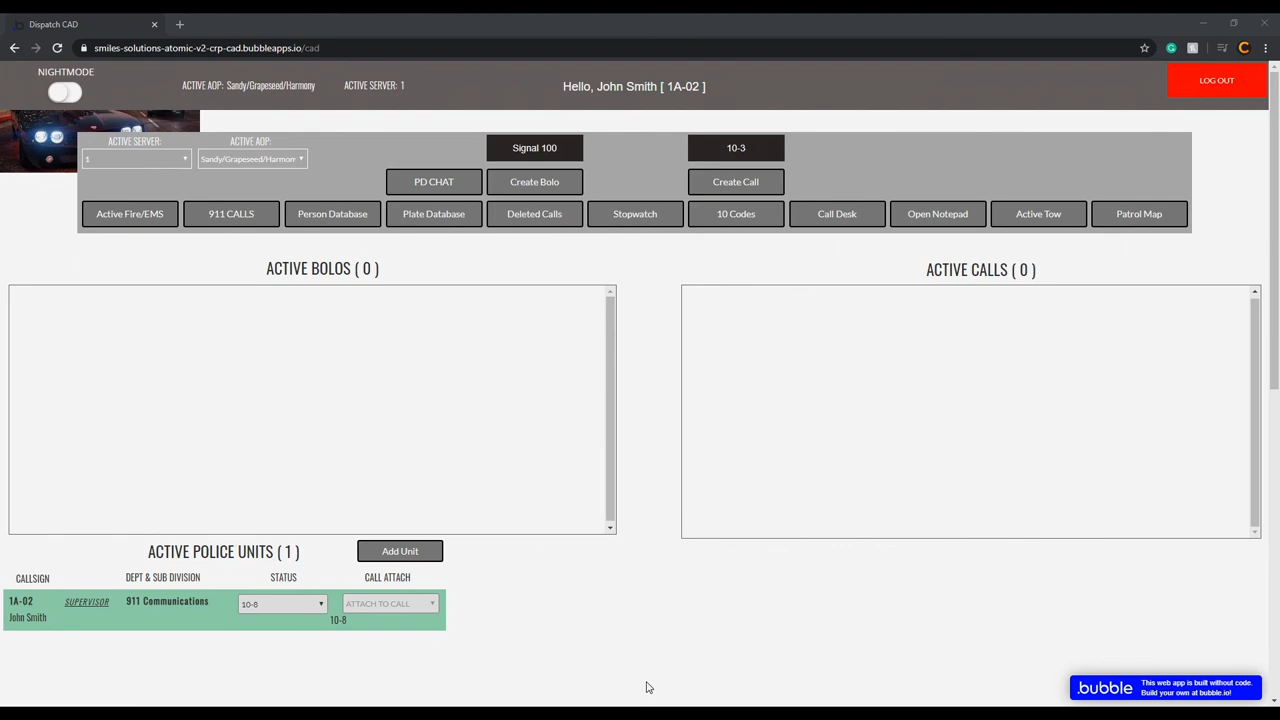 Dispatch CAD
smiles-solutions-atomic-v2-crp-cad.bubbleapps.io/cad
NIGHTMODE
ACTIVE AOP: Sandy/Grapeseed/Harmony
ACTIVE SERVER: 1
Hello, John Smith [ 1A-02 ]
LOG OUT
ACTIVE SERVER:
ACTIVE AOP:
1
Sandy/Grapeseed/Harmon
Signal 100
10-3
PD CHAT
Create Bolo
Create Call
Active Fire/EMS
911 CALLS
Person Database
Plate Database
Deleted Calls
Stopwatch
10 Codes
Call Desk
Open Notepad
Active Tow
Patrol Map
ACTIVE BOLOS ( 0 )
ACTIVE CALLS ( 0 )
ACTIVE POLICE UNITS ( 1 )
Add Unit
CALLSIGN
DEPT & SUB DIVISION
STATUS
CALL ATTACH
1A-02
SUPERVISOR
911 Communications
10-8
ATTACH TO CALL
John Smith
10-8
.bubble
This web app is built without code.
Build your own at bubble.io!